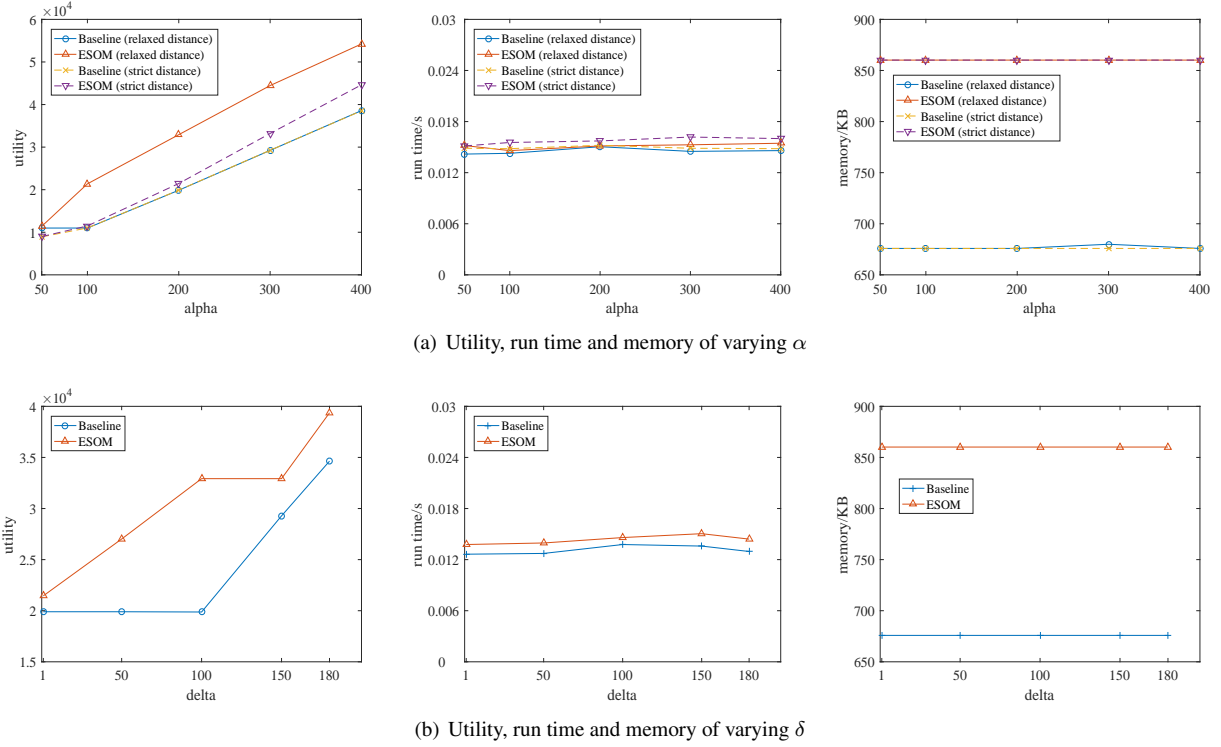 ×10⁴
6
5
4
3
2
1
0
50 100 200 300 400
utility
alpha
Baseline (relaxed distance)
ESOM (relaxed distance)
Baseline (strict distance)
ESOM (strict distance)
0.03
0.024
0.018
0.012
0.006
0
50 100 200 300 400
run time/s
alpha
Baseline (relaxed distance)
ESOM (relaxed distance)
Baseline (strict distance)
ESOM (strict distance)
900
850
800
750
700
650
50 100 200 300 400
memory/KB
alpha
Baseline (relaxed distance)
ESOM (relaxed distance)
Baseline (strict distance)
ESOM (strict distance)
(a) Utility, run time and memory of varying α
×10⁴
4
3.5
3
2.5
2
1.5
1 50 100 150 180
utility
delta
Baseline
ESOM
0.03
0.024
0.018
0.012
0.006
0
1 50 100 150 180
run time/s
delta
Baseline
ESOM
900
850
800
750
700
650
1 50 100 150 180
memory/KB
delta
Baseline
ESOM
(b) Utility, run time and memory of varying δ